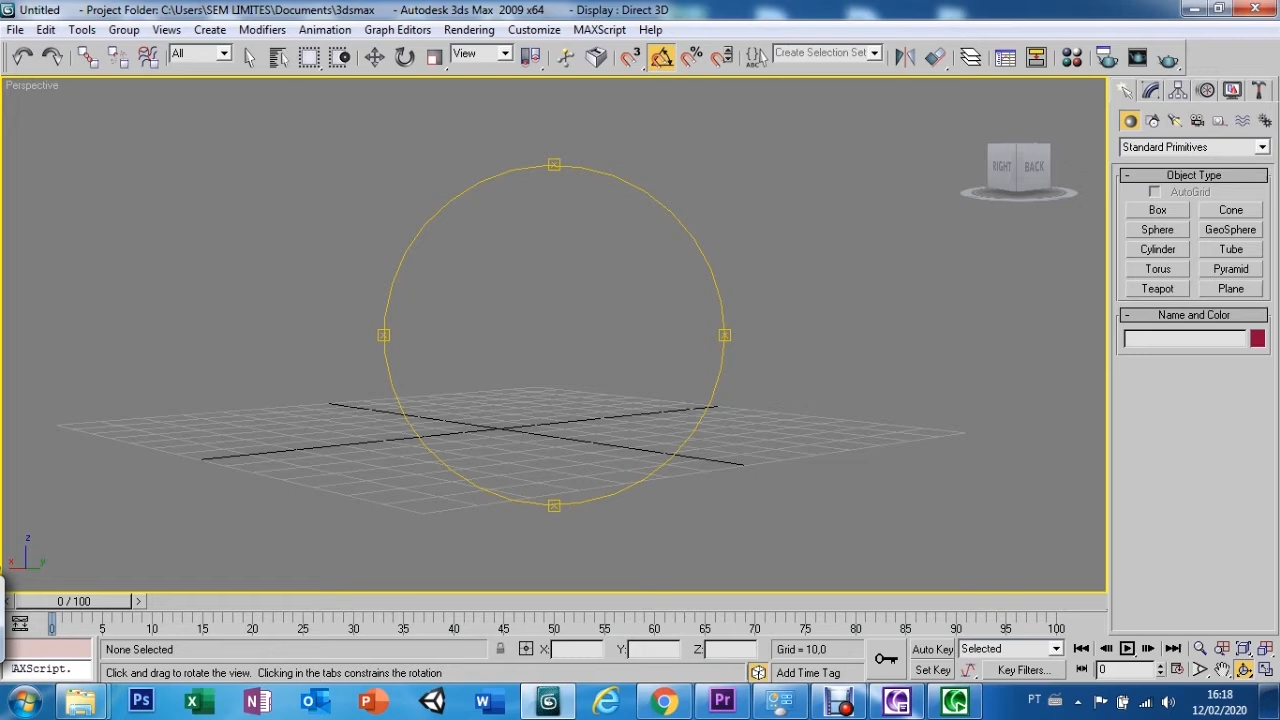 Untitled - Project Folder: C:\Users\SEM LIMITES\Documents\3dsmax - Autodesk 3ds Max 2009 x64 - Display : Direct 3D
File Edit Tools Group Views Create Modifiers Animation Graph Editors Rendering Customize MAXScript Help
All View 3 % ABC Create Selection Set
Perspective
RIGHT BACK
Standard Primitives
- Object Type
AutoGrid
Box Cone
Sphere GeoSphere
Cylinder Tube
Torus Pyramid
Teapot Plane
- Name and Color
z
x y
< 0 / 100 >
0 5 10 15 20 25 30 35 40 45 50 55 60 65 70 75 80 85 90 95 100
None Selected X: Y: Z: Grid = 10,0 Auto Key Selected
AXScript. Click and drag to rotate the view. Clicking in the tabs constrains the rotation Add Time Tag Set Key Key Filters... 0
Ps X N O P W e Pr C
PT 16:18
12/02/2020